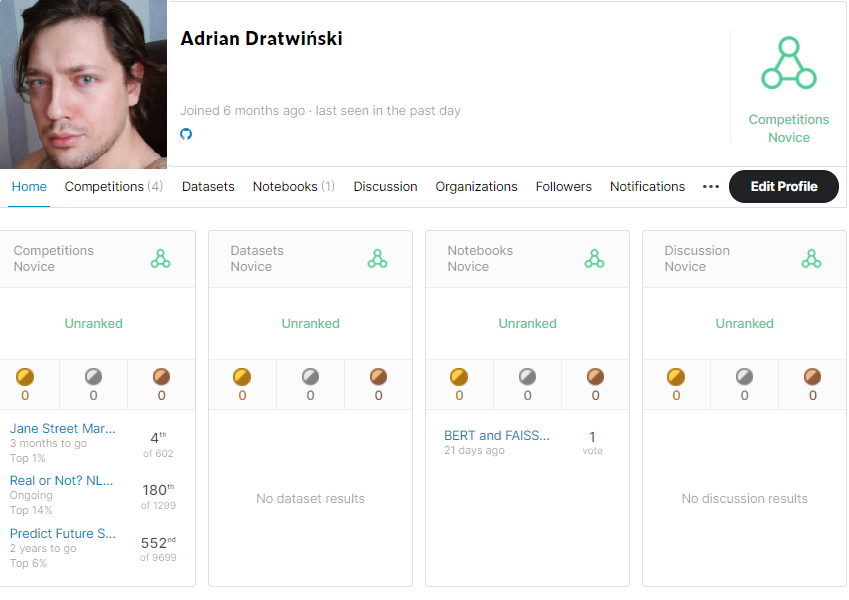 Adrian Dratwiński
Joined 6 months ago · last seen in the past day
Competitions
Novice
Home Competitions (4) Datasets Notebooks (1) Discussion Organizations Followers Notifications ••• Edit Profile
Competitions
Novice
Unranked
0 0 0
Jane Street Mar...
3 months to go
Top 1%
4th
of 602
Real or Not? NL...
Ongoing
Top 14%
180th
of 1299
Predict Future S...
2 years to go
Top 6%
552nd
of 9699
Datasets
Novice
Unranked
0 0 0
No dataset results
Notebooks
Novice
Unranked
0 0 0
BERT and FAISS...
21 days ago
1
vote
Discussion
Novice
Unranked
0 0 0
No discussion results